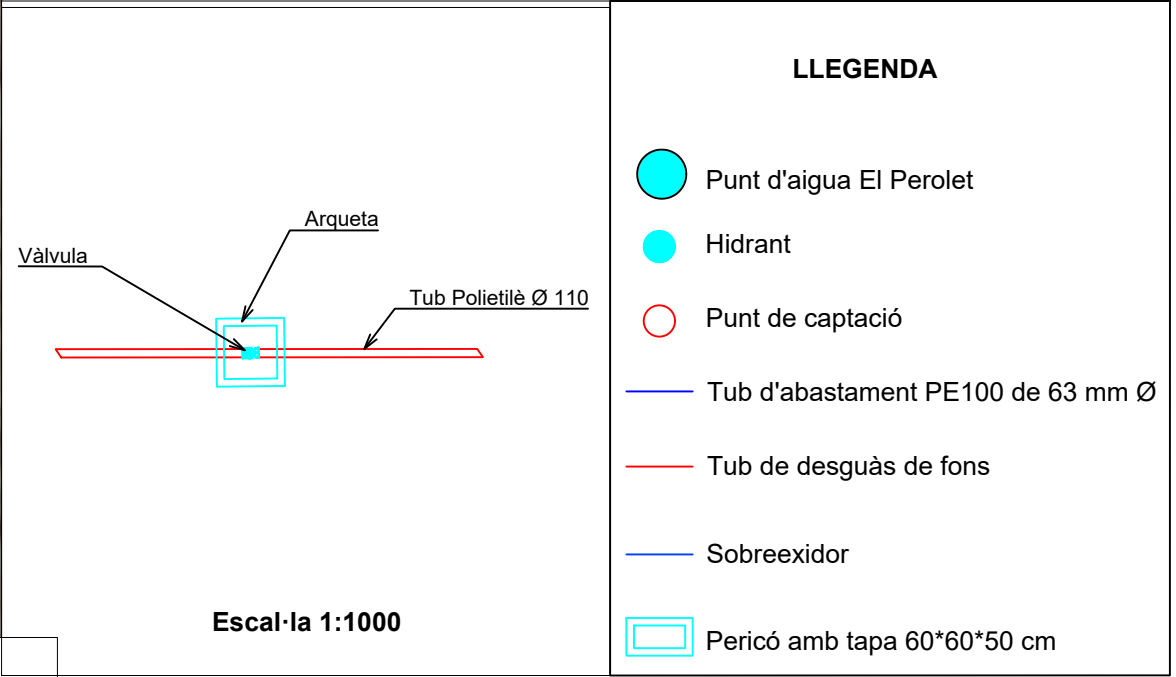 Arqueta
Vàlvula
Tub Polietilè Ø 110
Escal·la 1:1000
LLEGENDA
Punt d'aigua El Perolet
Hidrant
Punt de captació
Tub d'abastament PE100 de 63 mm Ø
Tub de desguàs de fons
Sobreexidor
Pericó amb tapa 60*60*50 cm